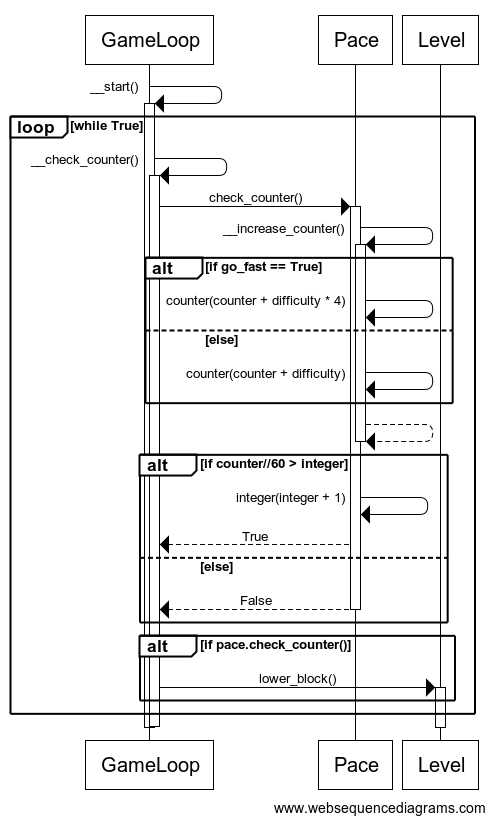 GameLoop Pace Level
__start()
loop [while True]
__check_counter()
check_counter()
__increase_counter()
alt [if go_fast == True]
counter(counter + difficulty * 4)
[else]
counter(counter + difficulty)
alt [if counter//60 > integer]
integer(integer + 1)
True
[else]
False
alt [if pace.check_counter()]
lower_block()
GameLoop Pace Level
www.websequencediagrams.com